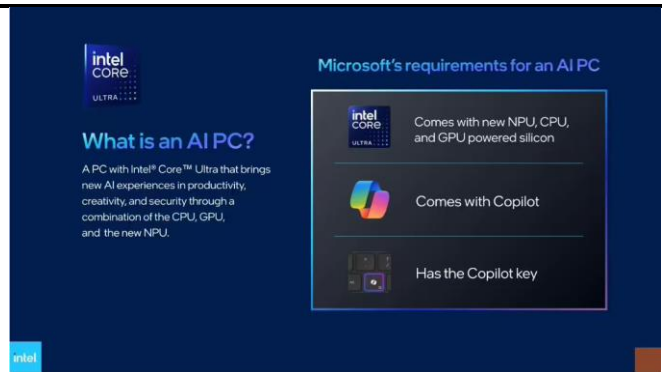 intel
CORE
ULTRA
What is an AI PC?
A PC with Intel® Core™ Ultra that brings
new AI experiences in productivity,
creativity, and security through a
combination of the CPU, GPU,
and the new NPU.
Microsoft's requirements for an AI PC
intel
CORE
ULTRA
Comes with new NPU, CPU,
and GPU powered silicon
Comes with Copilot
Has the Copilot key
intel